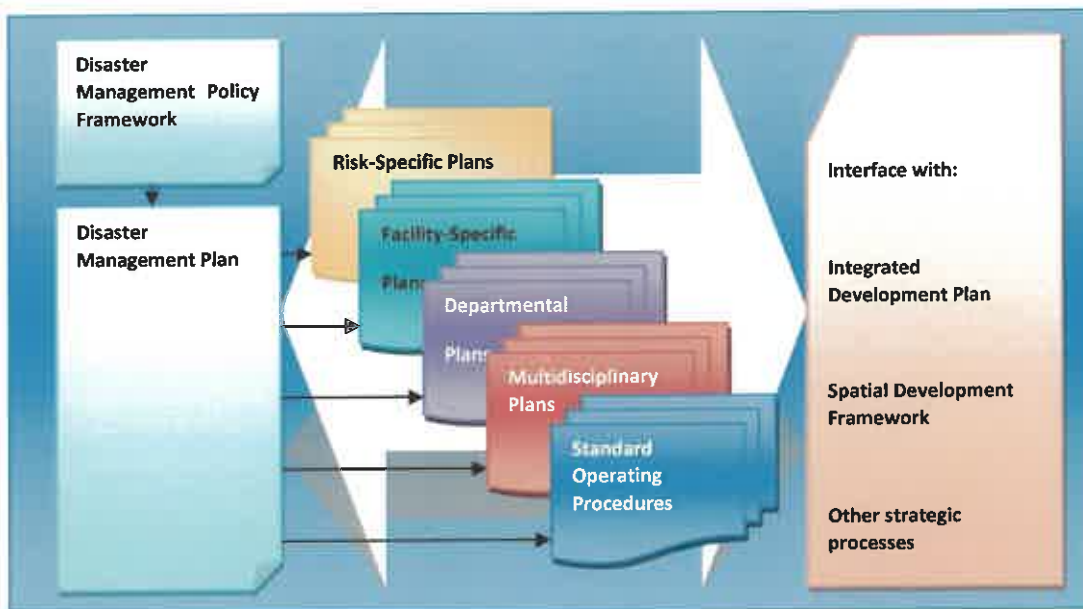 Disaster
Management Policy
Framework
Disaster
Management Plan
Risk-Specific Plans
Facility-Specific
Plans
Departmental
Plans
Multidisciplinary
Plans
Standard
Operating
Procedures
Interface with:
Integrated
Development Plan
Spatial Development
Framework
Other strategic
processes